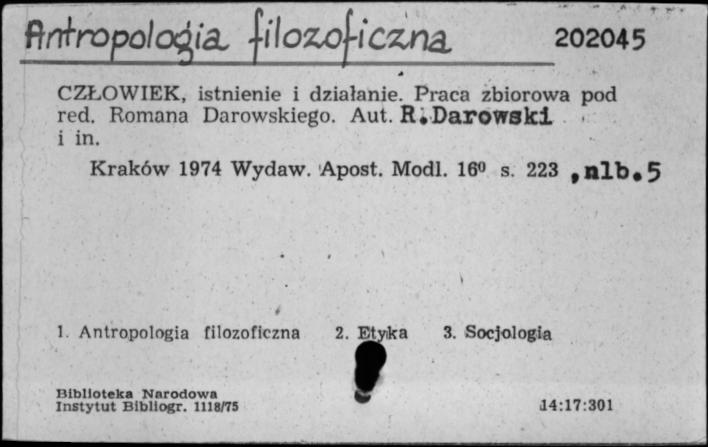 Antropologia filozoficzna 202045
CZŁOWIEK, istnienie i działanie. Praca zbiorowa pod
red. Romana Darowskiego. Aut. R.Darowski
i in.
Kraków 1974 Wydaw. Apost. Modl. 16⁰ s. 223 ,nlb.5
1. Antropologia filozoficzna 2. Etyka 3. Socjologia
Biblioteka Narodowa
Instytut Bibliogr. 1118/75 14:17:301